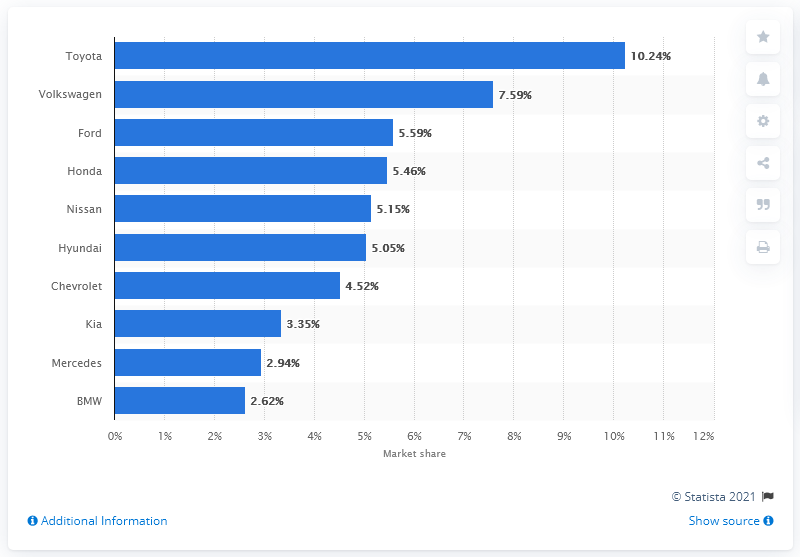 Toyota 10.24%
Volkswagen 7.59%
Ford 5.59%
Honda 5.46%
Nissan 5.15%
Hyundai 5.05%
Chevrolet 4.52%
Kia 3.35%
Mercedes 2.94%
BMW 2.62%
0% 1% 2% 3% 4% 5% 6% 7% 8% 9% 10% 11% 12%
Market share
© Statista 2021
Additional Information Show source